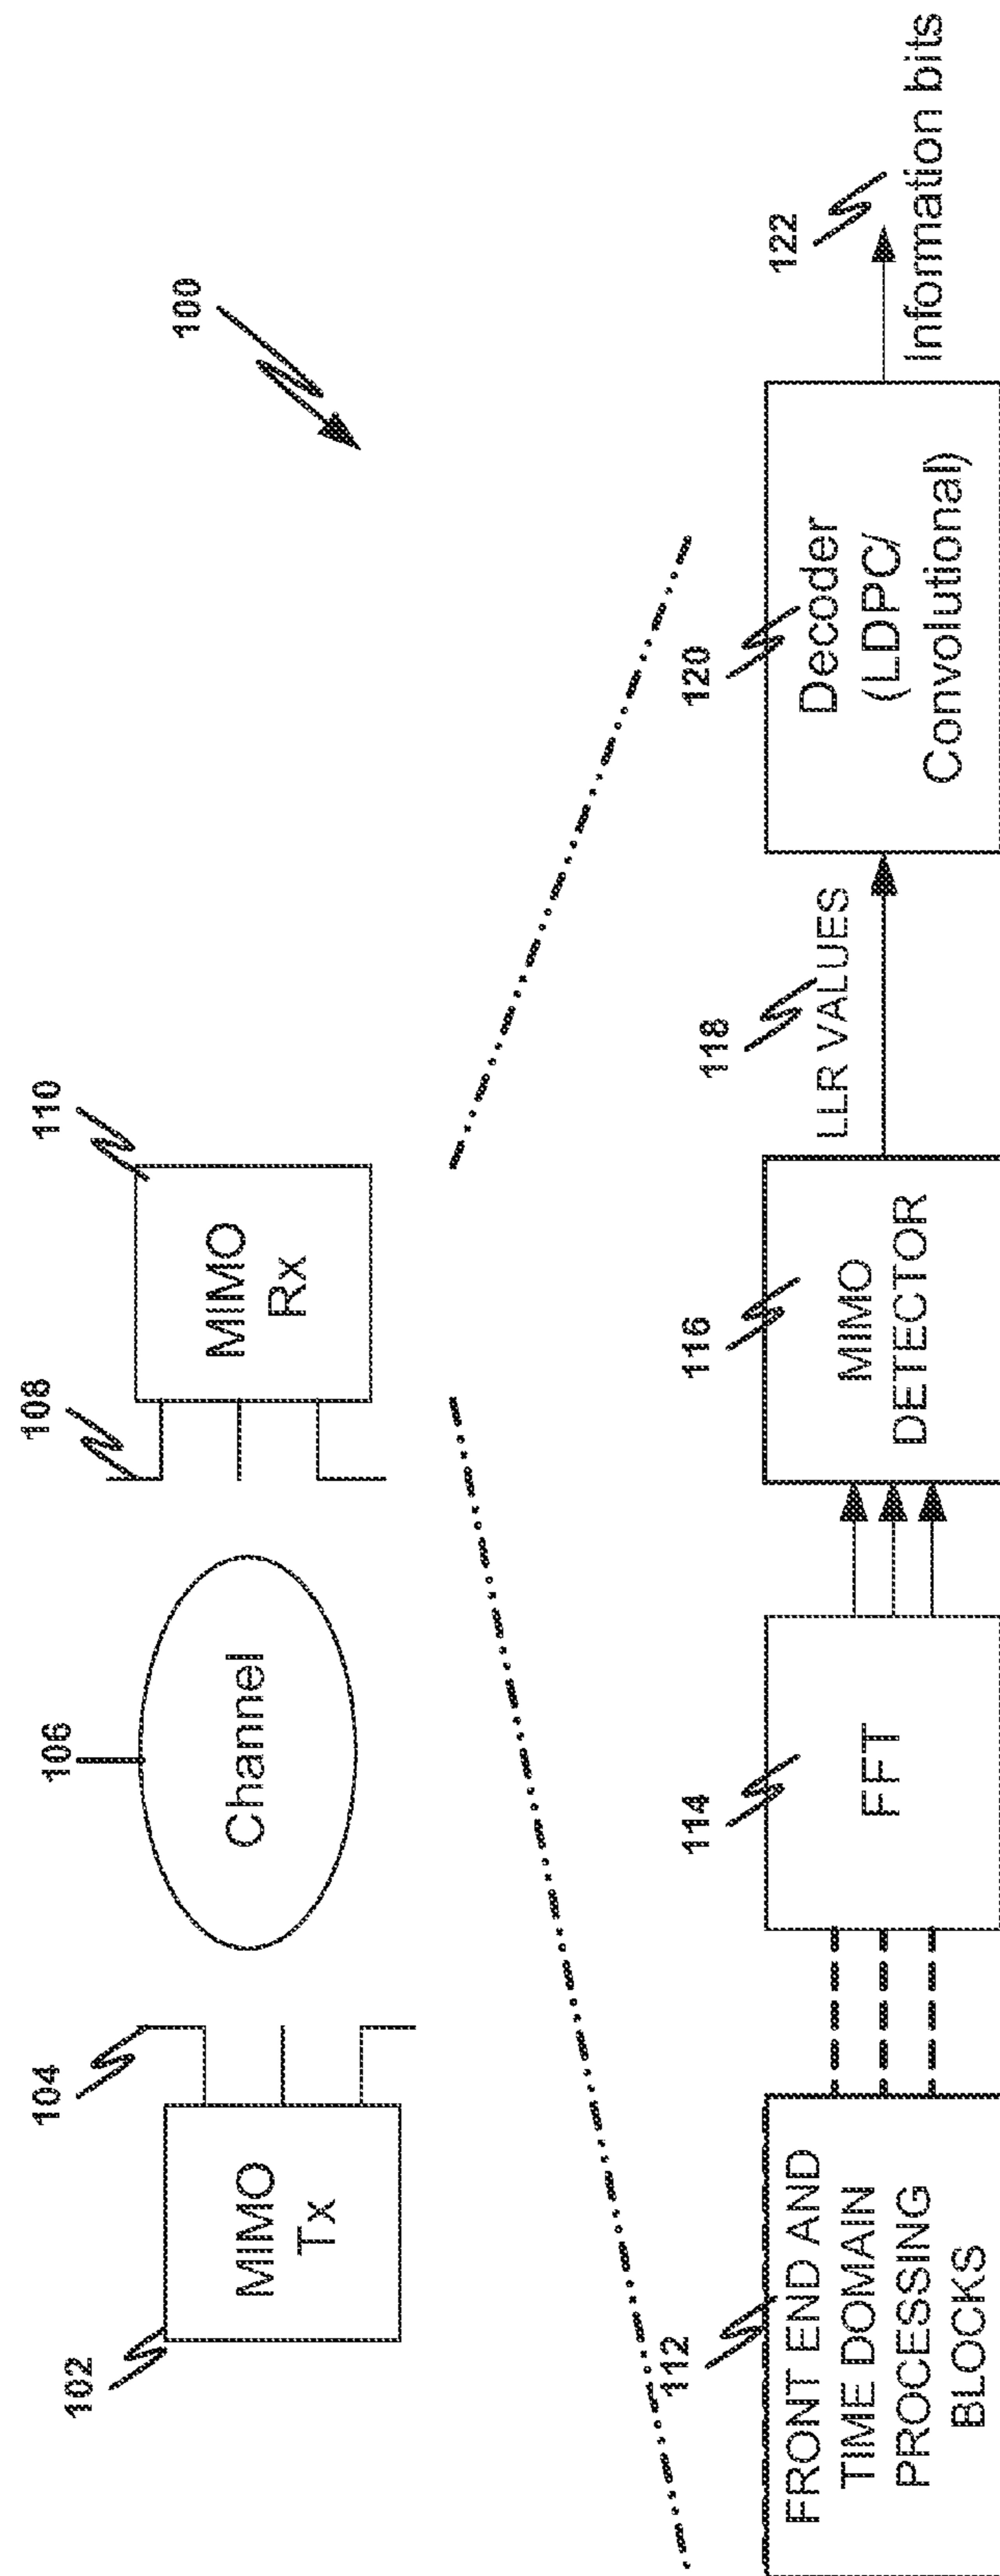 100
102
MIMO
Tx
104
106
Channel
108
110
MIMO
Rx
112
FRONT END AND
TIME DOMAIN
PROCESSING
BLOCKS
114
FFT
116
MIMO
DETECTOR
118
LLR VALUES
120
Decoder
(LDPC/
Convolutional)
122
Information bits